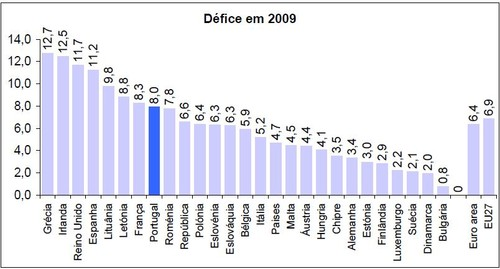 Défice em 2009
14,0
12,0
10,0
8,0
6,0
4,0
2,0
0,0
12,7
12,5
11,7
11,2
9,8
8,8
8,3
8,0
7,8
6,6
6,4
6,3
6,3
5,9
5,2
4,7
4,5
4,4
4,1
3,5
3,4
3,0
2,9
2,2
2,1
2,0
0,8
0
6,4
6,9
Grécia
Irlanda
Reino Unido
Espanha
Lituânia
Letónia
França
Portugal
Roménia
República
Polónia
Eslovénia
Eslováquia
Bélgica
Itália
Países
Malta
Áustria
Hungria
Chipre
Alemanha
Estónia
Finlândia
Luxemburgo
Suécia
Dinamarca
Bulgária
Euro area
EU27